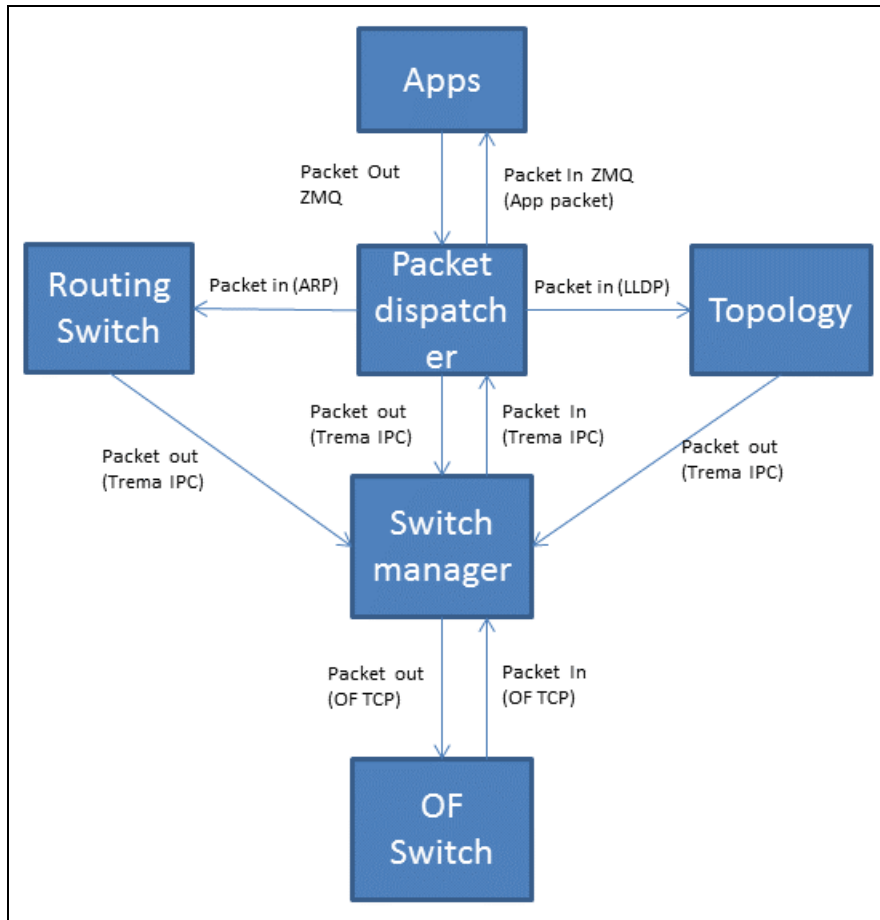 Apps
Packet Out
ZMQ
Packet In ZMQ
(App packet)
Routing
Switch
Packet in (ARP)
Packet
dispatch
er
Packet in (LLDP)
Topology
Packet out
(Trema IPC)
Packet out
(Trema IPC)
Packet In
(Trema IPC)
Packet out
(Trema IPC)
Switch
manager
Packet out
(OF TCP)
Packet In
(OF TCP)
OF
Switch